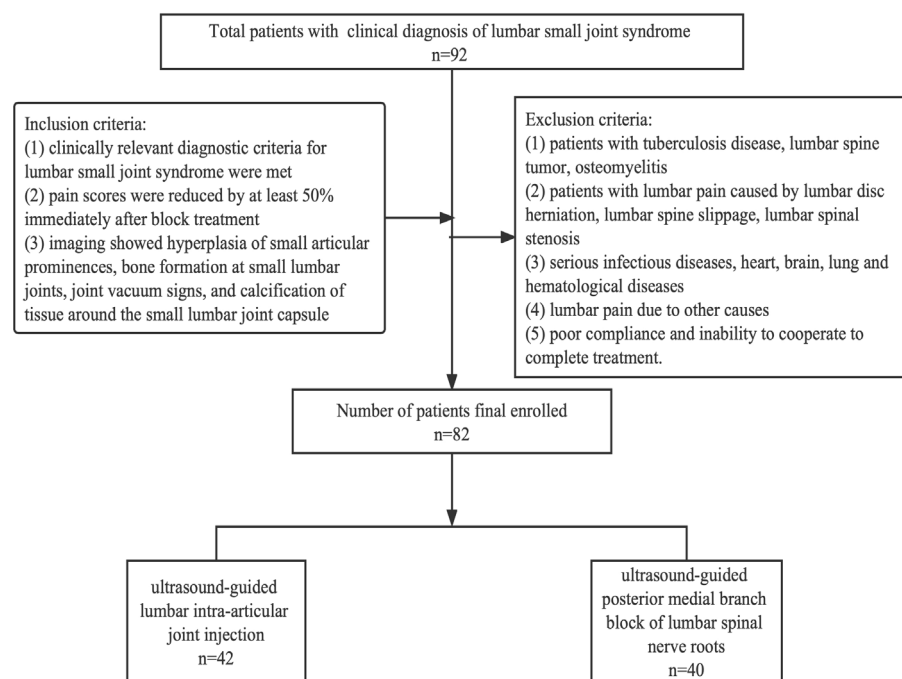 Total patients with clinical diagnosis of lumbar small joint syndrome
n=92
Inclusion criteria:
(1) clinically relevant diagnostic criteria for
lumbar small joint syndrome were met
(2) pain scores were reduced by at least 50%
immediately after block treatment
(3) imaging showed hyperplasia of small articular
prominences, bone formation at small lumbar
joints, joint vacuum signs, and calcification of
tissue around the small lumbar joint capsule
Exclusion criteria:
(1) patients with tuberculosis disease, lumbar spine
tumor, osteomyelitis
(2) patients with lumbar pain caused by lumbar disc
herniation, lumbar spine slippage, lumbar spinal
stenosis
(3) serious infectious diseases, heart, brain, lung and
hematological diseases
(4) lumbar pain due to other causes
(5) poor compliance and inability to cooperate to
complete treatment.
Number of patients final enrolled
n=82
ultrasound-guided
lumbar intra-articular
joint injection
n=42
ultrasound-guided
posterior medial branch
block of lumbar spinal
nerve roots
n=40